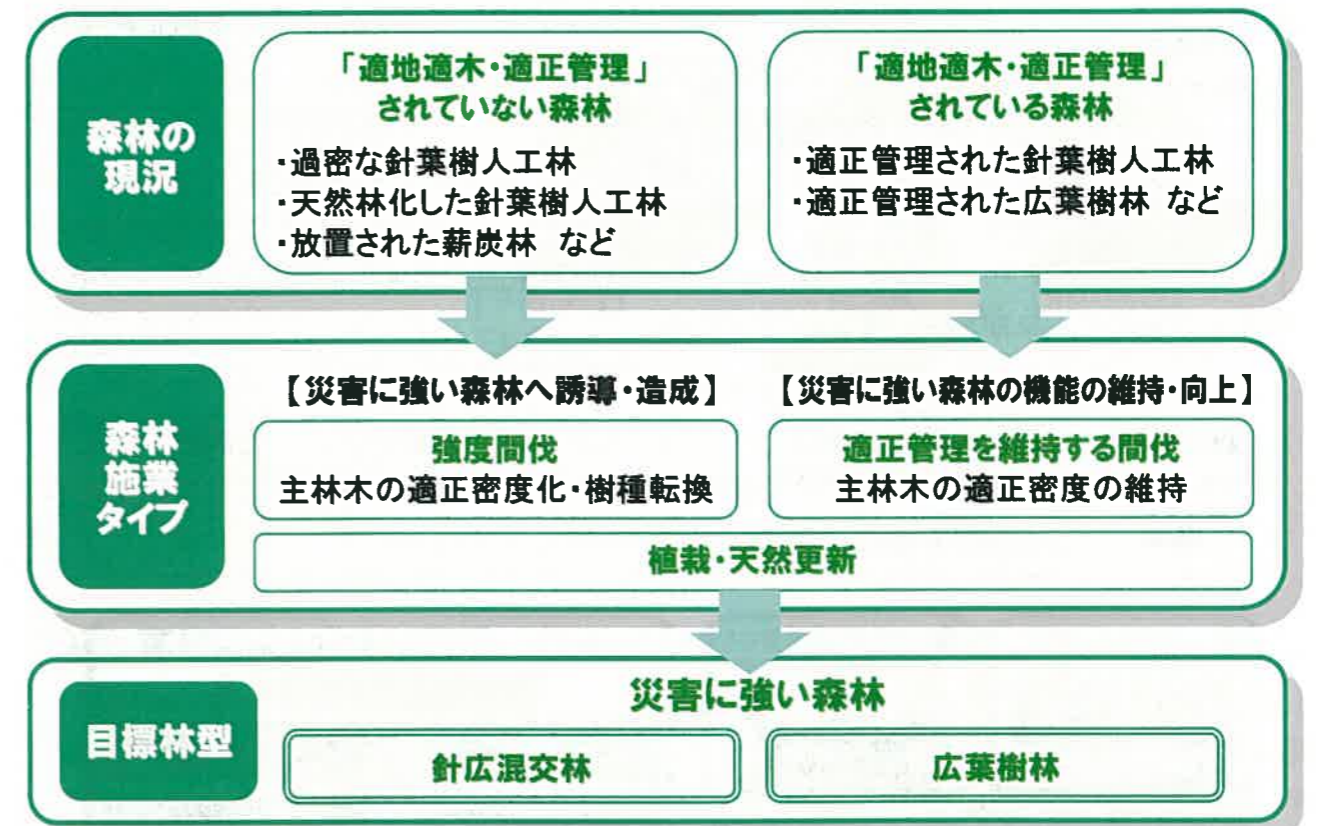 森林の
現況
「適地適木・適正管理」
されていない森林
・過密な針葉樹人工林
・天然林化した針葉樹人工林
・放置された薪炭林 など
「適地適木・適正管理」
されている森林
・適正管理された針葉樹人工林
・適正管理された広葉樹林 など
森林
施業
タイプ
【災害に強い森林へ誘導・造成】
強度間伐
主林木の適正密度化・樹種転換
【災害に強い森林の機能の維持・向上】
適正管理を維持する間伐
主林木の適正密度の維持
植栽・天然更新
目標林型
災害に強い森林
針広混交林
広葉樹林